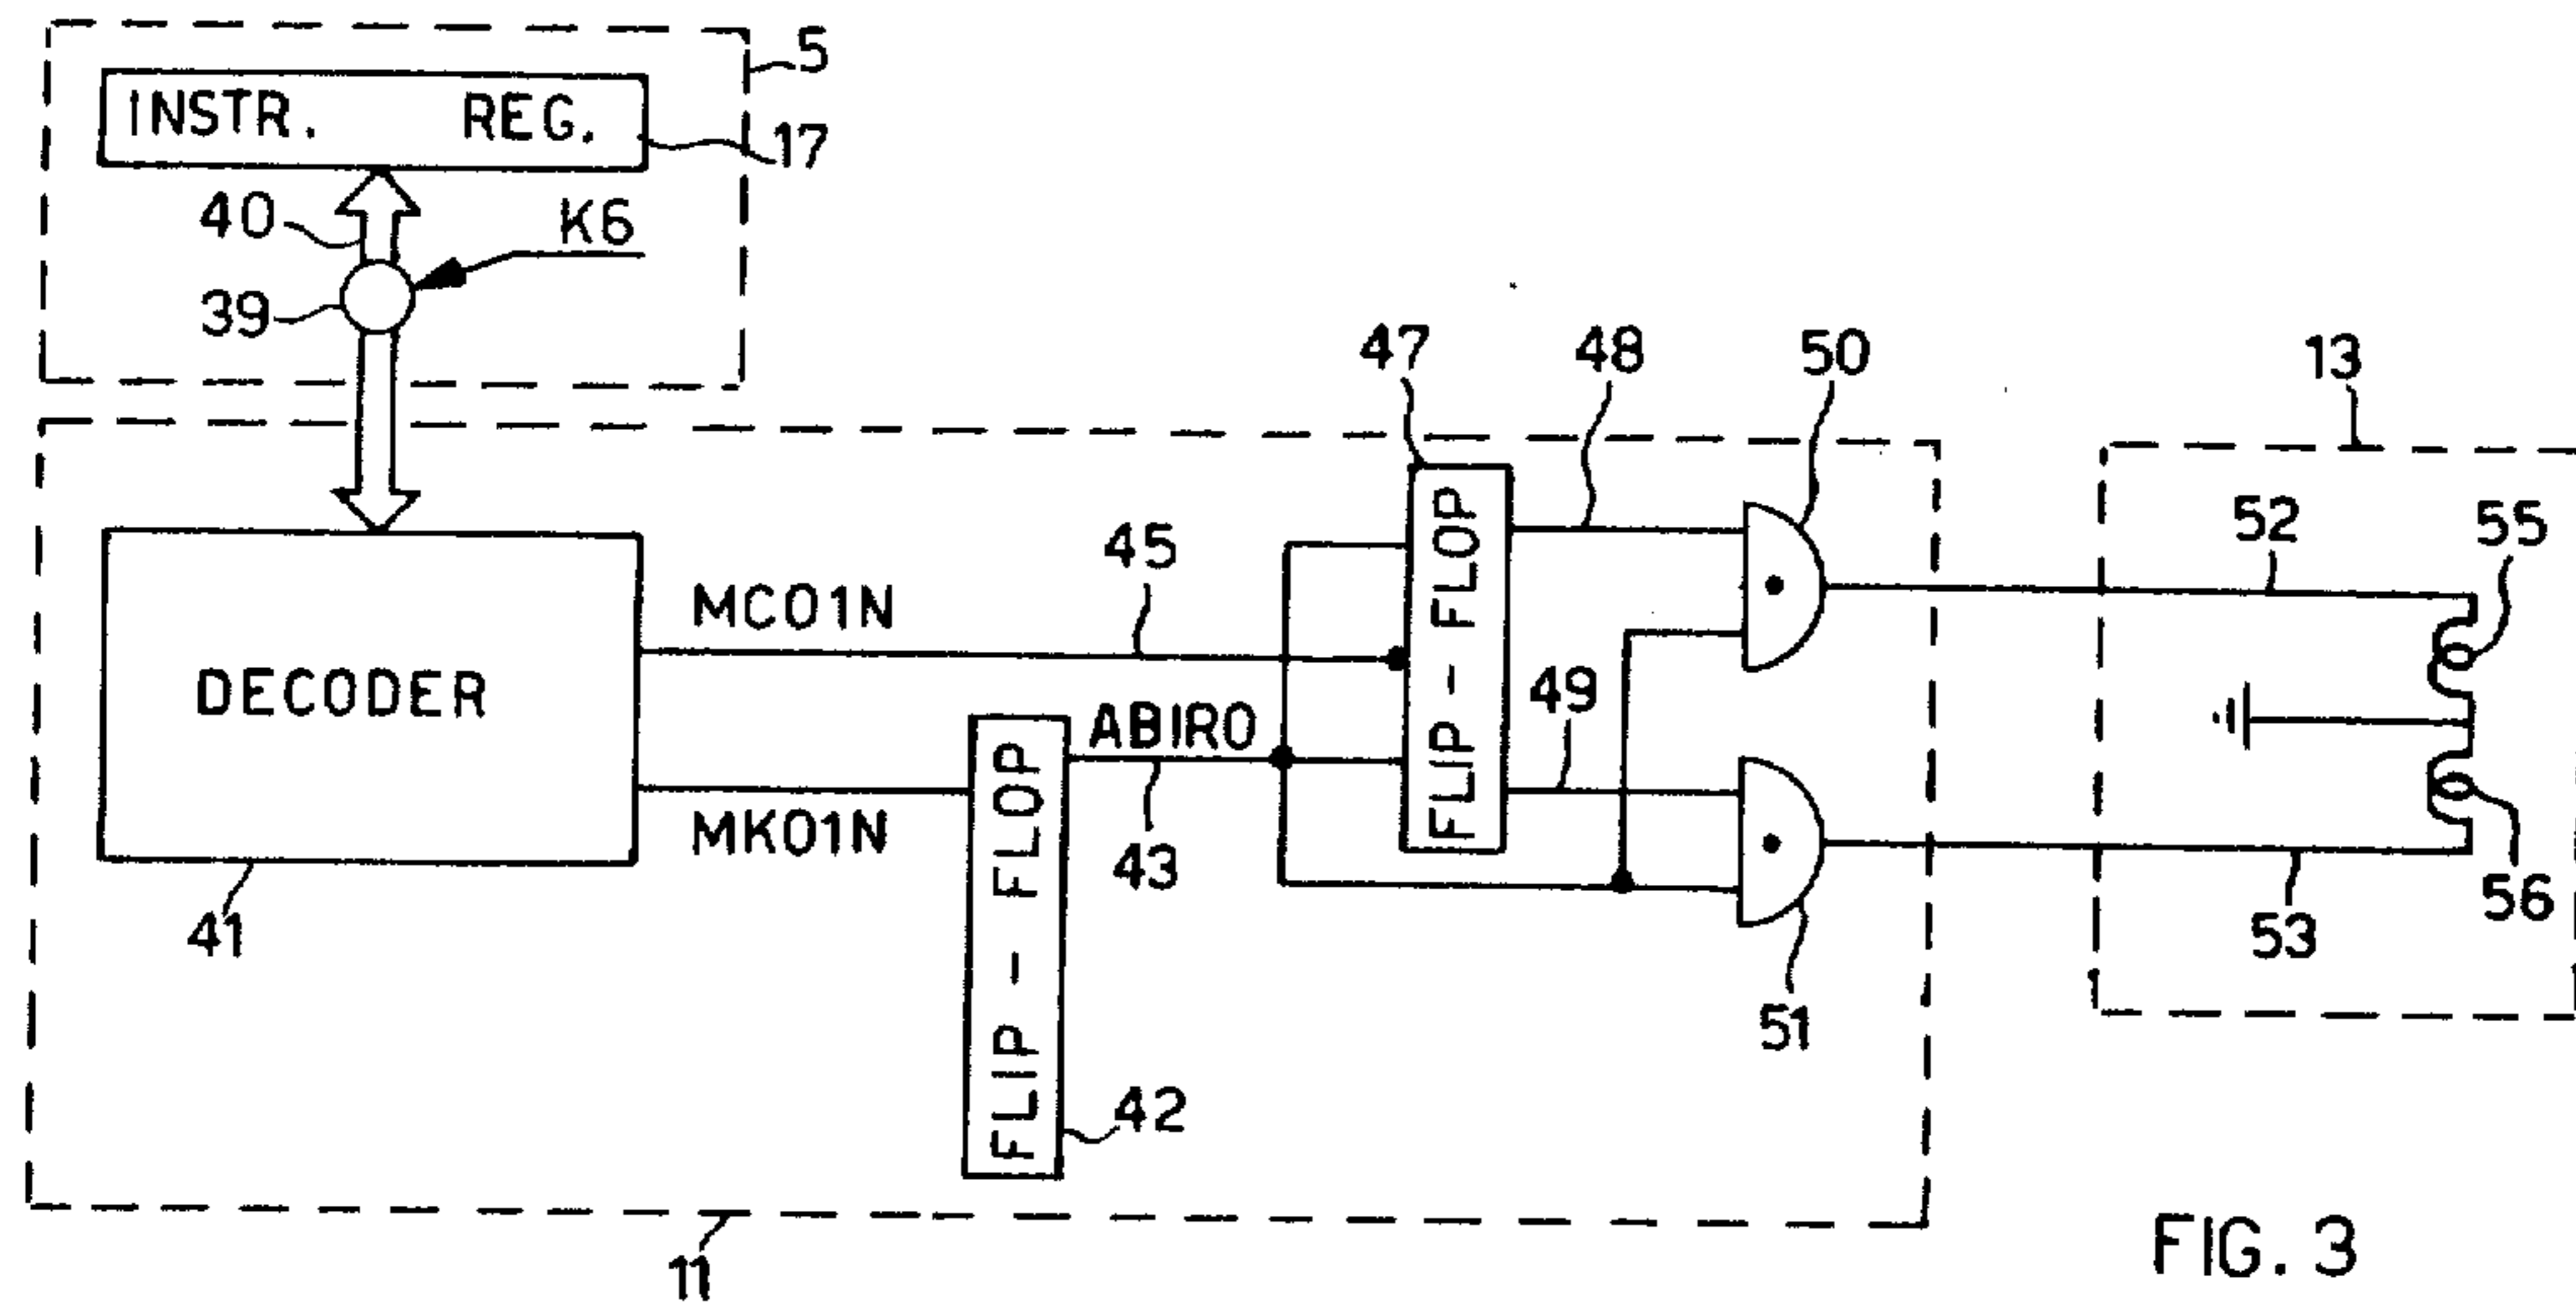 5
INSTR. REG.
17
40
K6
39
47
48
50
13
45
52
55
MC01N
FLIP - FLOP
49
DECODER
ABIRO
MK01N
43
FLIP - FLOP
41
51
53
56
42
11
FIG. 3